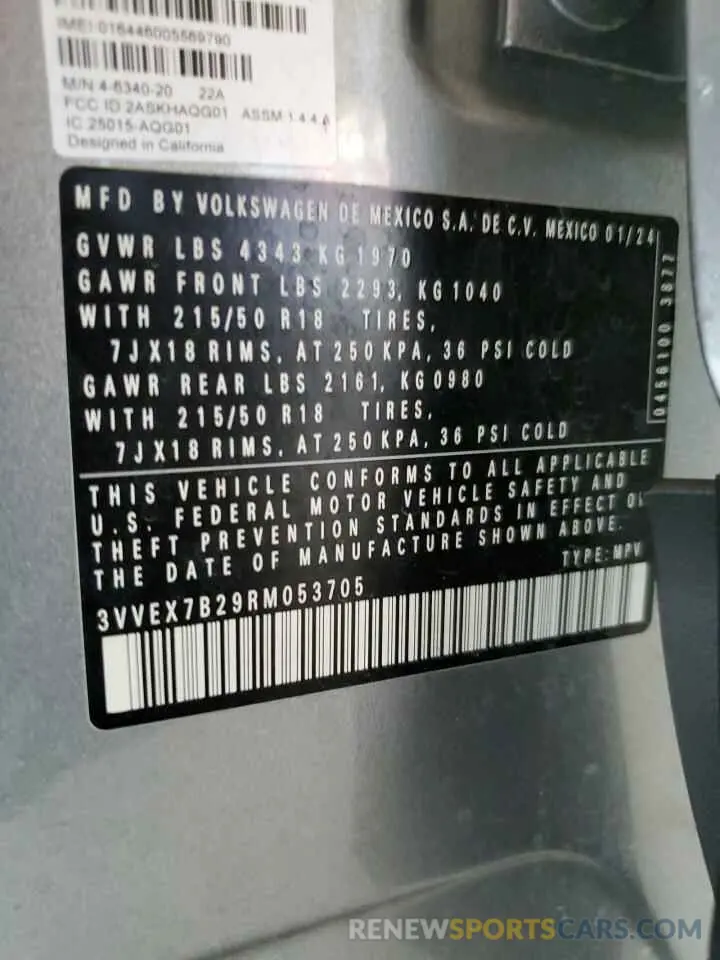 IMEI:016446005569790
M/N 4-6340-20 22A
FCC ID 2ASKHAQG01 ASSM 1.4.4.0
IC 25015-AQG01
Designed in California
MFD BY VOLKSWAGEN DE MEXICO S.A. DE C.V. MEXICO 01/24
GVWR LBS 4343 KG 1970
GAWR FRONT LBS 2293, KG 1040
WITH 215/50 R18 TIRES,
7JX18 RIMS, AT 250 KPA, 36 PSI COLD
GAWR REAR LBS 2161, KG 0980
WITH 215/50 R18 TIRES,
7JX18 RIMS, AT 250 KPA, 36 PSI COLD
0456100 3877
THIS VEHICLE CONFORMS TO ALL APPLICABLE
U.S. FEDERAL MOTOR VEHICLE SAFETY AND
THEFT PREVENTION STANDARDS IN EFFECT ON
THE DATE OF MANUFACTURE SHOWN ABOVE.
TYPE: MPV
3VVEX7B29RM053705
RENEWSPORTSCARS.COM